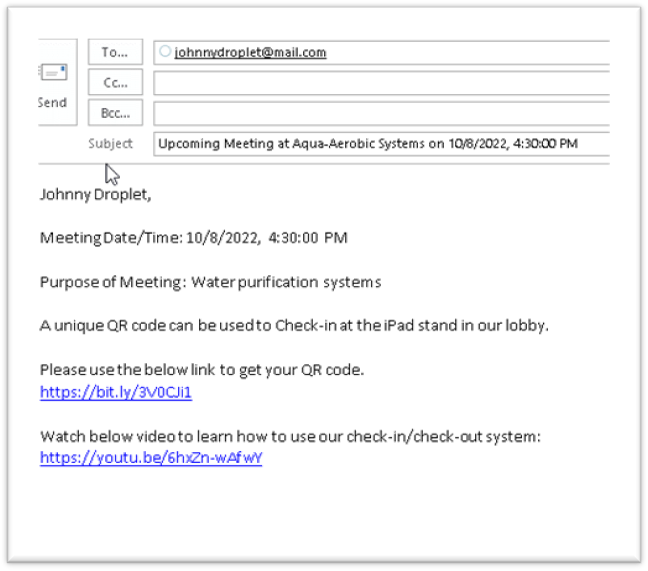 To...
johnnydroplet@mail.com
Cc...
Send
Bcc...
Subject
Upcoming Meeting at Aqua-Aerobic Systems on 10/8/2022, 4:30:00 PM
Johnny Droplet,
Meeting Date/Time: 10/8/2022, 4:30:00 PM
Purpose of Meeting: Water purification systems
A unique QR code can be used to Check-in at the iPad stand in our lobby.
Please use the below link to get your QR code.
https://bit.ly/3V0CJi1
Watch below video to learn how to use our check-in/check-out system:
https://youtu.be/6hxZn-wAfwY